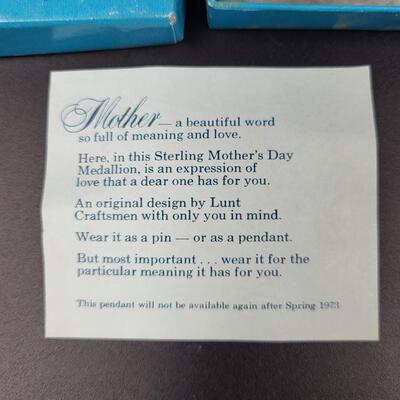 Mother — a beautiful word
so full of meaning and love.
Here, in this Sterling Mother's Day
Medallion, is an expression of
love that a dear one has for you.
An original design by Lunt
Craftsmen with only you in mind.
Wear it as a pin — or as a pendant.
But most important . . . wear it for the
particular meaning it has for you.
This pendant will not be available again after Spring 1973